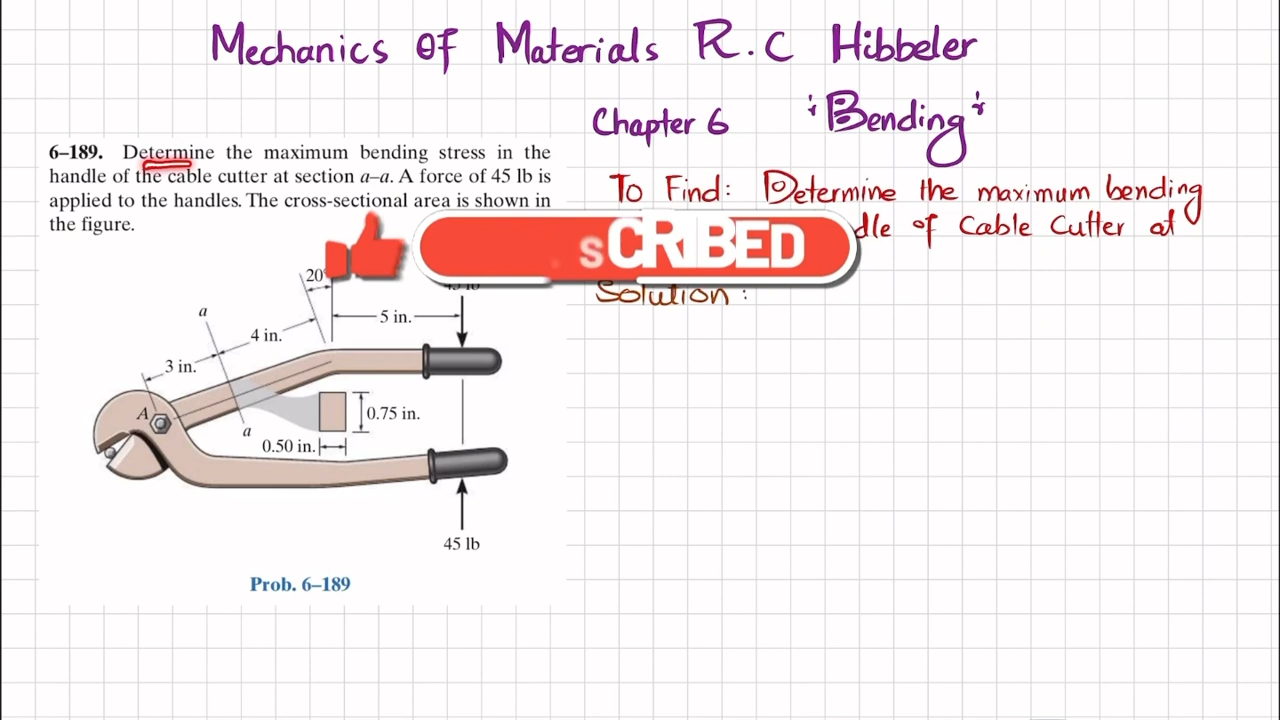 Mechanics Of Materials R.C Hibbeler
Chapter 6 "Bending"
6–189. Determine the maximum bending stress in the
handle of the cable cutter at section a–a. A force of 45 lb is
applied to the handles. The cross-sectional area is shown in
the figure.
To Find: Determine the maximum bending
of Cable Cutter at
SCRIBED
Solution :
20°
5 in.
a
4 in.
3 in.
A
0.75 in.
a
0.50 in.
45 lb
Prob. 6–189